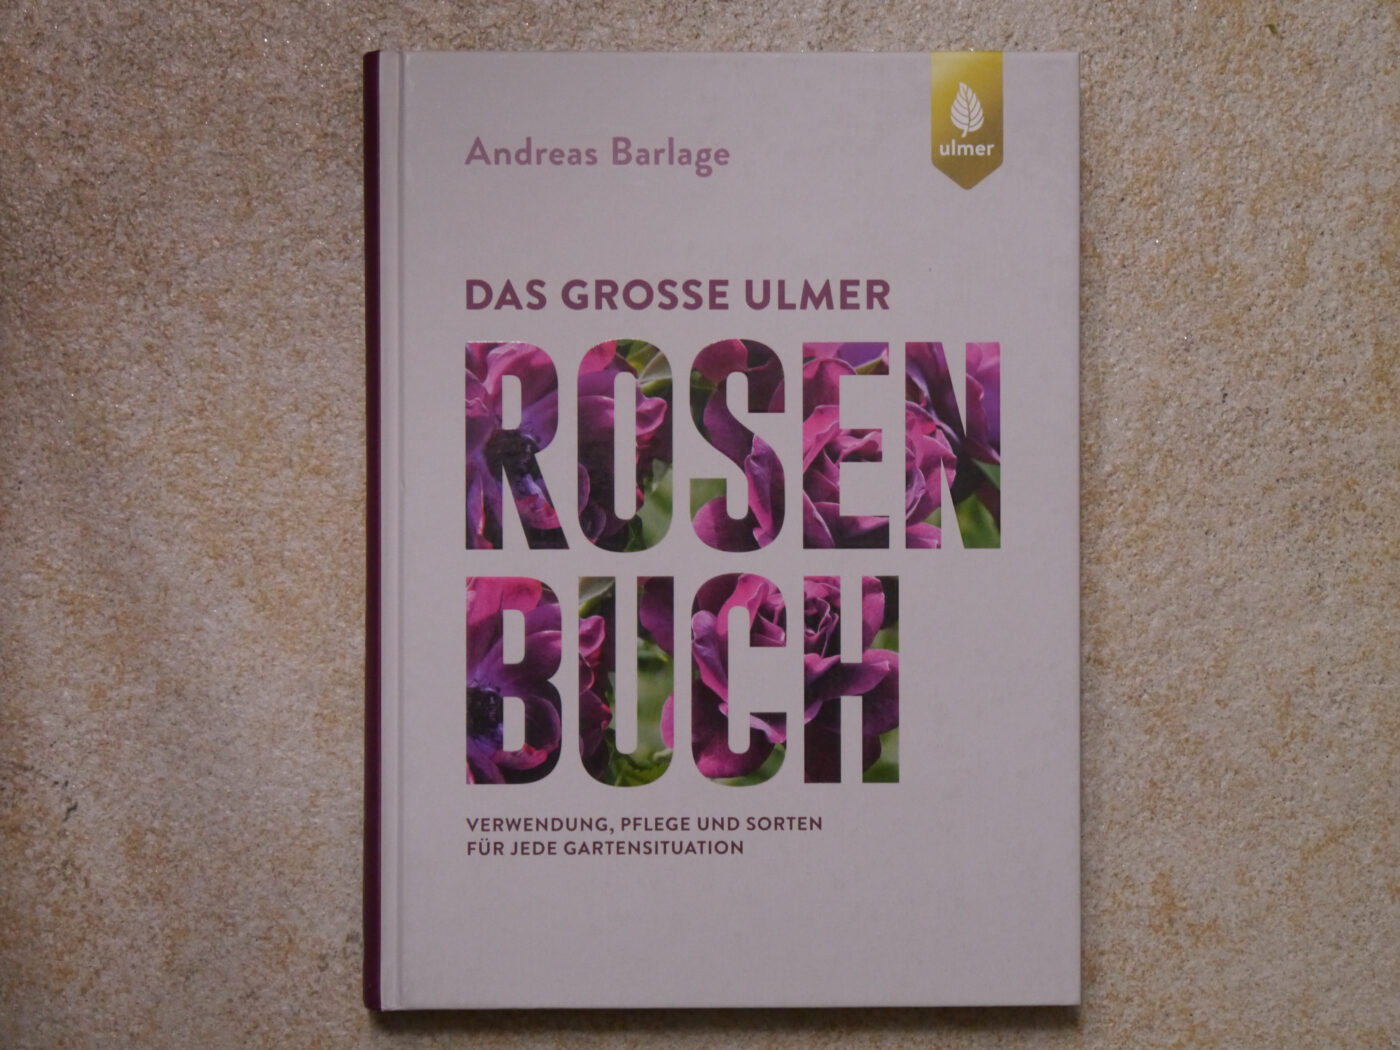 Andreas Barlage
ulmer
DAS GROSSE ULMER
ROSEN
BUCH
VERWENDUNG, PFLEGE UND SORTEN
FÜR JEDE GARTENSITUATION